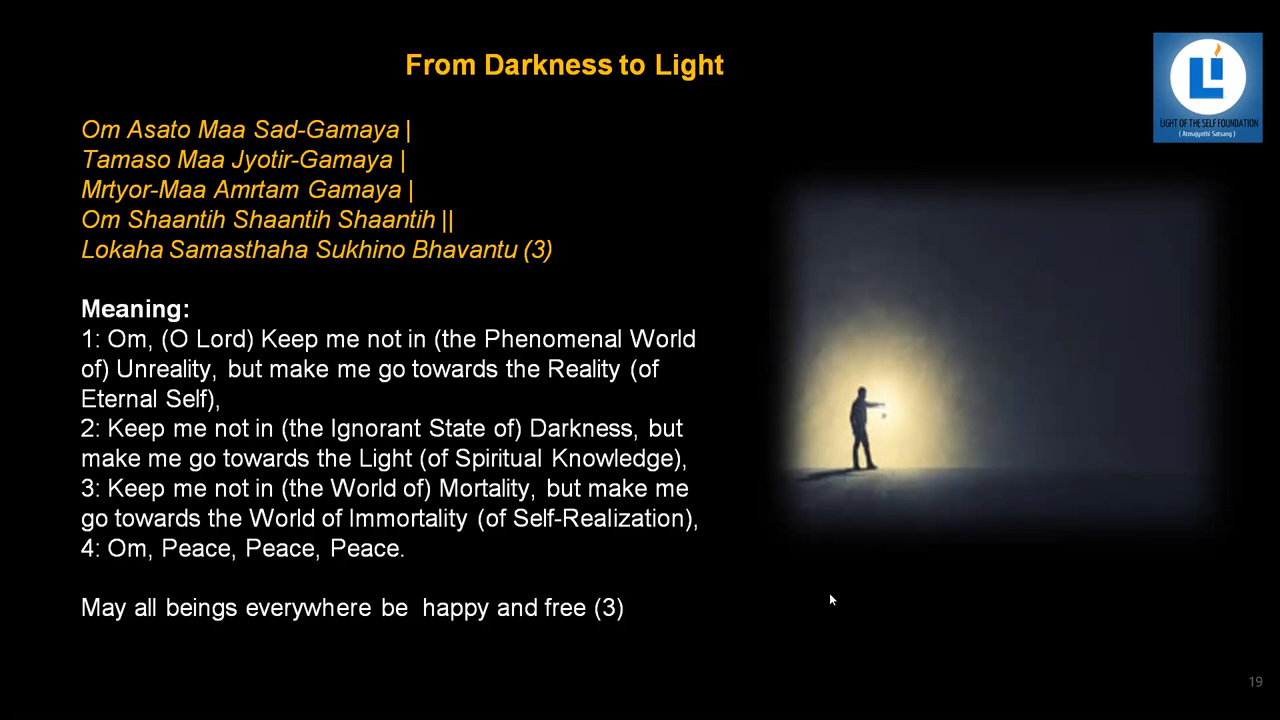 From Darkness to Light
LIGHT OF THE SELF FOUNDATION
( Atmajyothi Satsang )
Om Asato Maa Sad-Gamaya |
Tamaso Maa Jyotir-Gamaya |
Mrtyor-Maa Amrtam Gamaya |
Om Shaantih Shaantih Shaantih ||
Lokaha Samasthaha Sukhino Bhavantu (3)
Meaning:
1: Om, (O Lord) Keep me not in (the Phenomenal World
of) Unreality, but make me go towards the Reality (of
Eternal Self),
2: Keep me not in (the Ignorant State of) Darkness, but
make me go towards the Light (of Spiritual Knowledge),
3: Keep me not in (the World of) Mortality, but make me
go towards the World of Immortality (of Self-Realization),
4: Om, Peace, Peace, Peace.
May all beings everywhere be  happy and free (3)
19